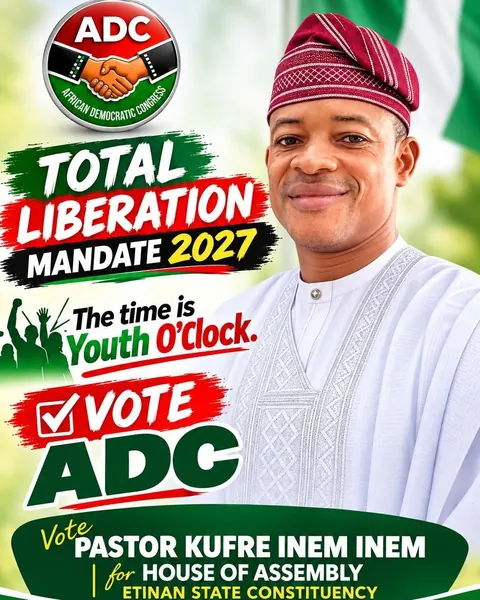 ADC
AFRICAN DEMOCRATIC CONGRESS
TOTAL
LIBERATION
MANDATE 2027
The time is
Youth O'Clock.
VOTE
ADC
Vote
PASTOR KUFRE INEM INEM
for HOUSE OF ASSEMBLY
ETINAN STATE CONSTITUENCY